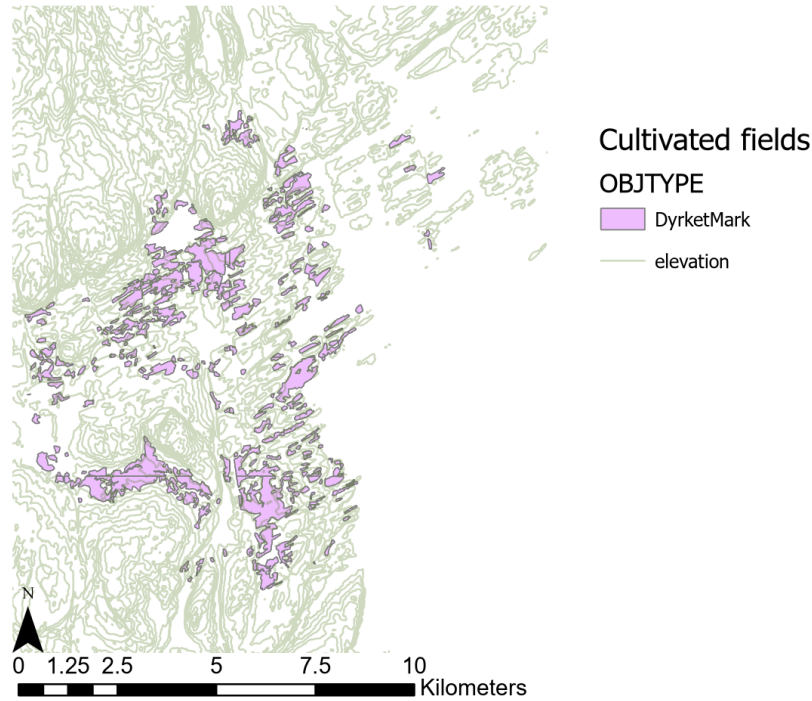 Cultivated fields
OBJTYPE
DyrketMark
elevation
N
0 1.25 2.5 5 7.5 10
Kilometers